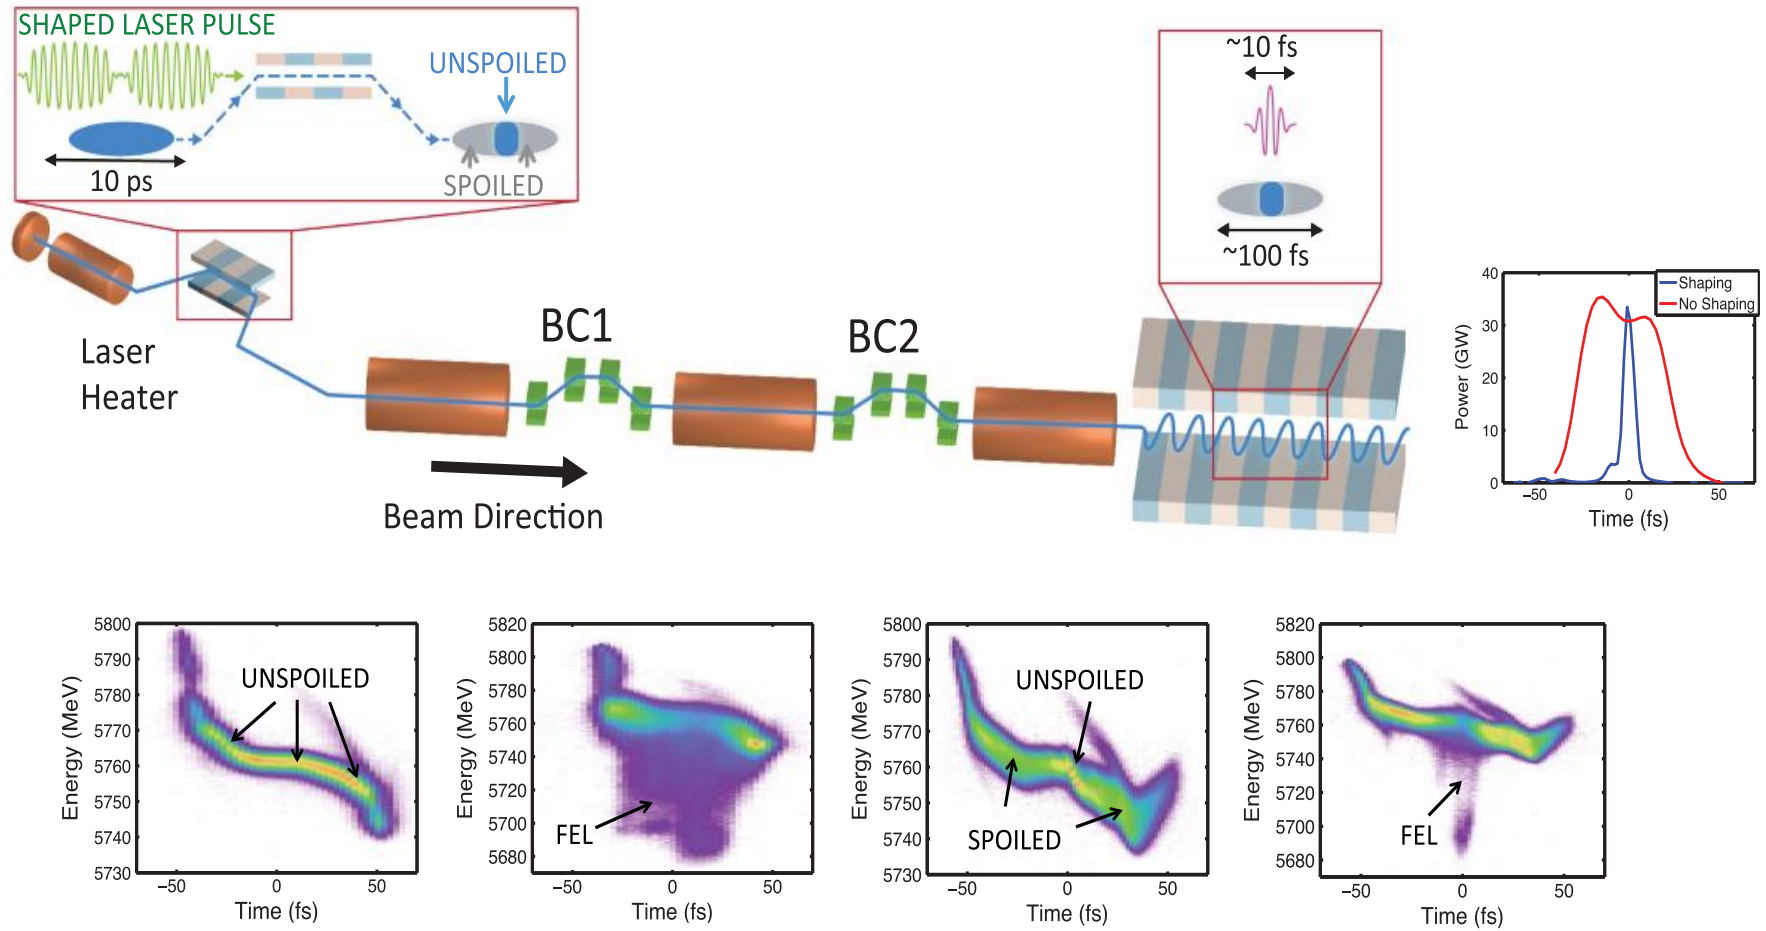 SHAPED LASER PULSE
UNSPOILED
10 ps
SPOILED
~10 fs
~100 fs
Laser
Heater
BC1
BC2
Beam Direction
40
30
20
10
0
Power (GW)
Shaping
No Shaping
−50
0
50
Time (fs)
5800
5790
5780
5770
5760
5750
5740
5730
Energy (MeV)
UNSPOILED
−50
0
50
Time (fs)
5820
5800
5780
5760
5740
5720
5700
5680
Energy (MeV)
FEL
−50
0
50
Time (fs)
5800
5790
5780
5770
5760
5750
5740
5730
Energy (MeV)
UNSPOILED
SPOILED
−50
0
50
Time (fs)
5820
5800
5780
5760
5740
5720
5700
5680
Energy (MeV)
FEL
−50
0
50
Time (fs)